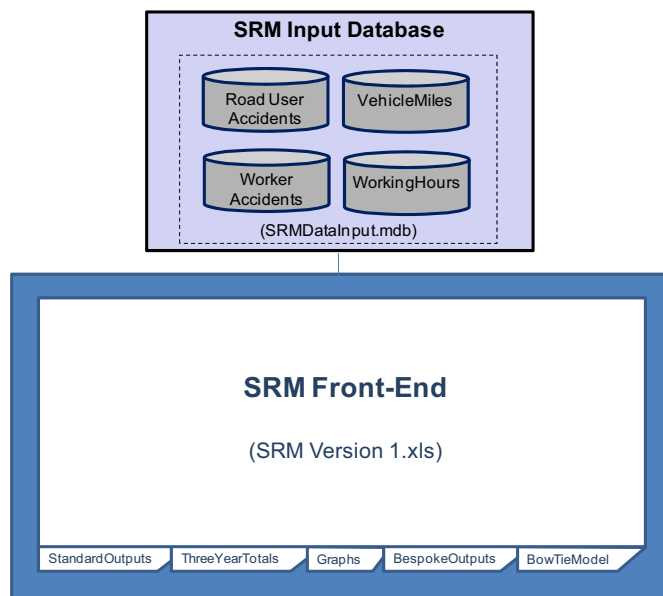 SRM Input Database
Road User
Accidents
VehicleMiles
Worker
Accidents
WorkingHours
(SRMDataInput.mdb)
SRM Front-End
(SRM Version 1.xls)
StandardOutputs
ThreeYearTotals
Graphs
BespokeOutputs
BowTieModel